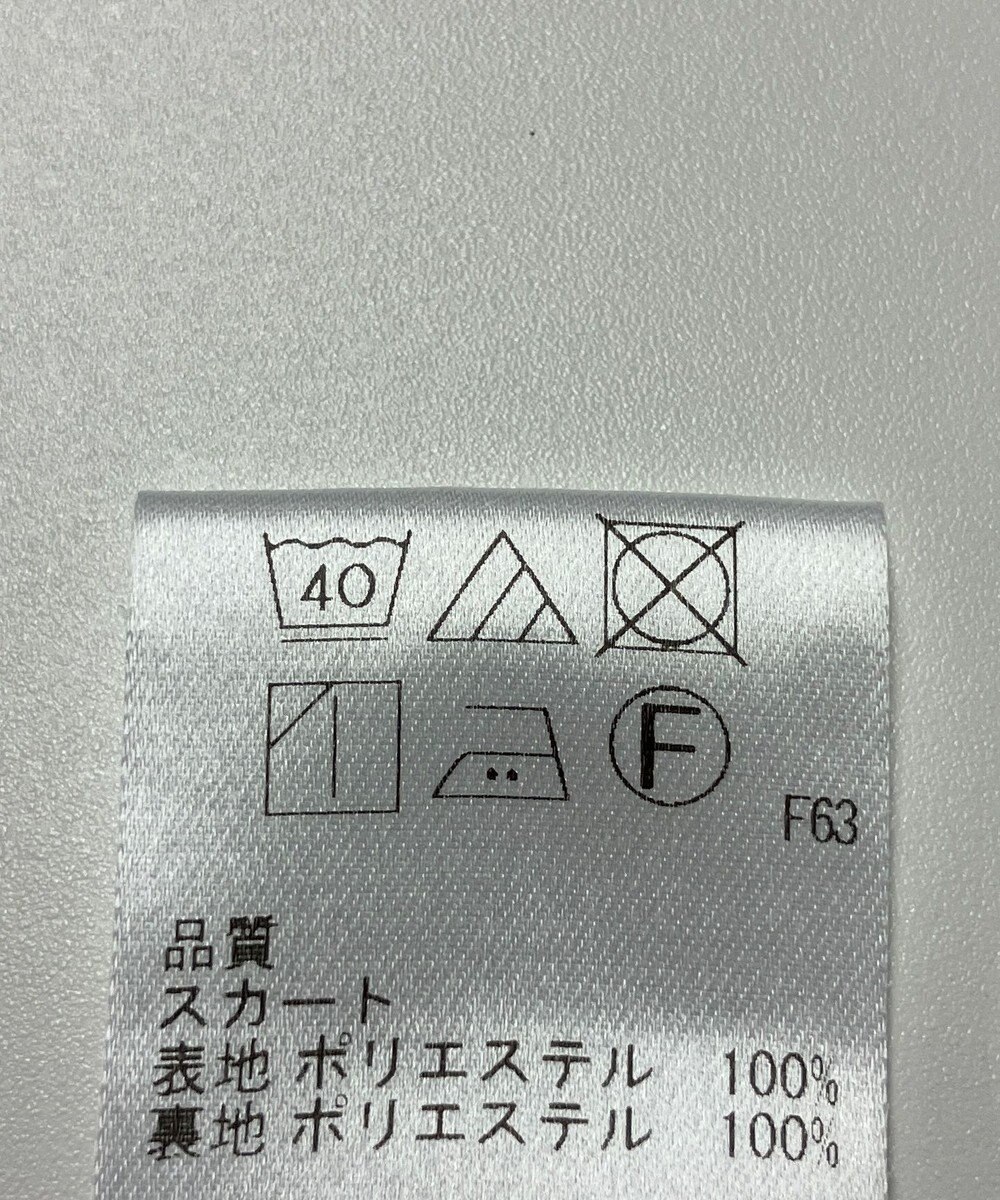 40
F
F63
品質
スカート
表地 ポリエステル 100%
裏地 ポリエステル 100%